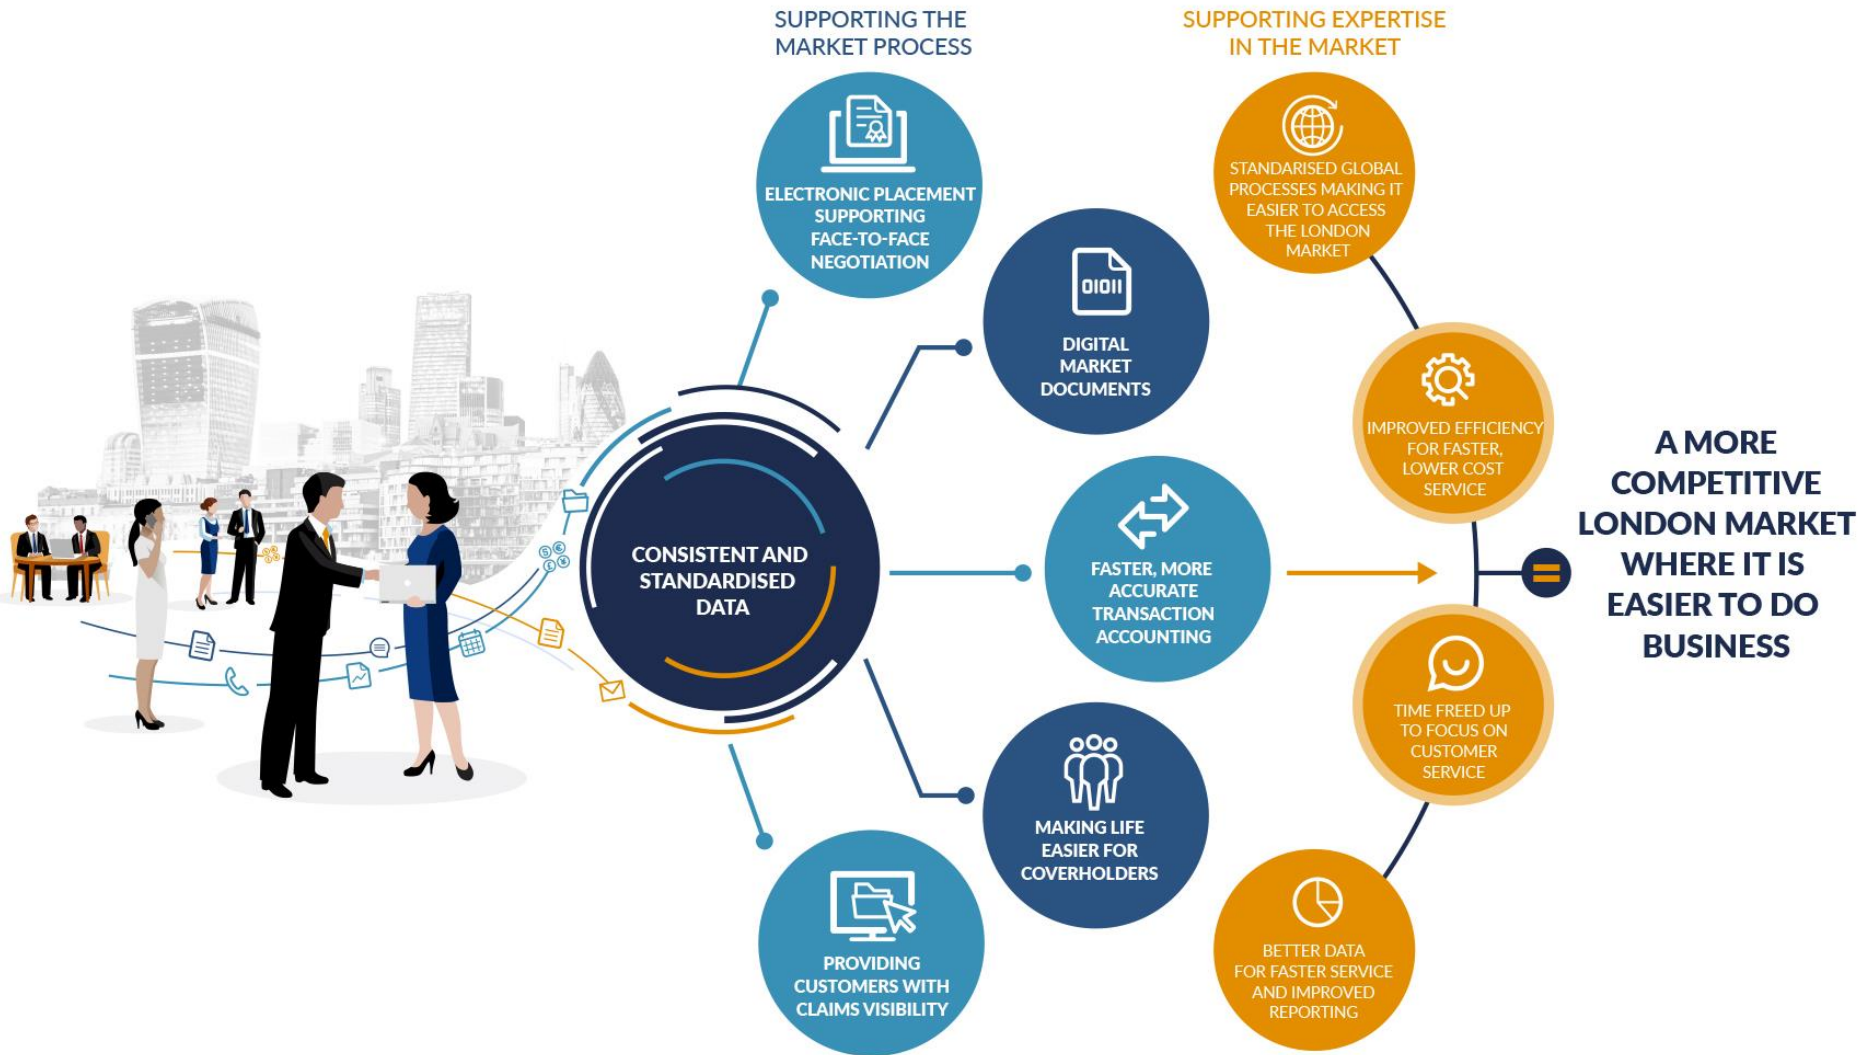 SUPPORTING THE
MARKET PROCESS
ELECTRONIC PLACEMENT
SUPPORTING
FACE-TO-FACE
NEGOTIATION
DIGITAL
MARKET
DOCUMENTS
01011
CONSISTENT AND
STANDARDISED
DATA
FASTER, MORE
ACCURATE
TRANSACTION
ACCOUNTING
MAKING LIFE
EASIER FOR
COVERHOLDERS
PROVIDING
CUSTOMERS WITH
CLAIMS VISIBILITY
SUPPORTING EXPERTISE
IN THE MARKET
STANDARISED GLOBAL
PROCESSES MAKING IT
EASIER TO ACCESS
THE LONDON
MARKET
IMPROVED EFFICIENCY
FOR FASTER,
LOWER COST
SERVICE
TIME FREED UP
TO FOCUS ON
CUSTOMER
SERVICE
BETTER DATA
FOR FASTER SERVICE
AND IMPROVED
REPORTING
=
A MORE
COMPETITIVE
LONDON MARKET
WHERE IT IS
EASIER TO DO
BUSINESS